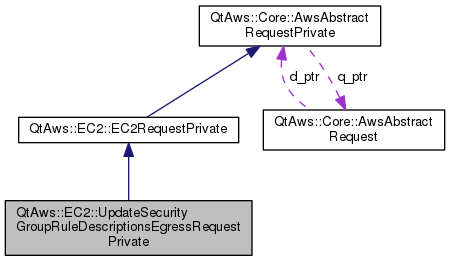 QtAws::Core::AwsAbstract
RequestPrivate
d_ptr
q_ptr
QtAws::EC2::EC2RequestPrivate
QtAws::Core::AwsAbstract
Request
QtAws::EC2::UpdateSecurity
GroupRuleDescriptionsEgressRequest
Private